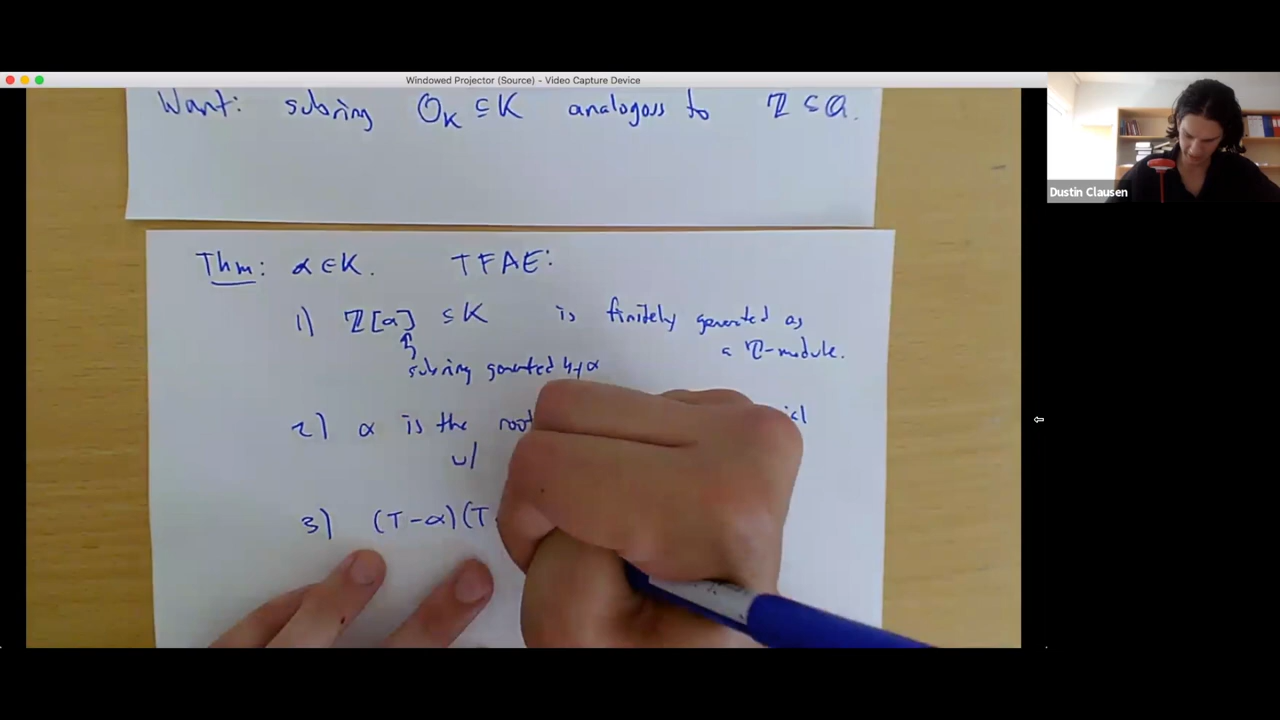 Windowed Projector (Source) - Video Capture Device
Want: subring O_K ⊆ K analogous to ℤ ⊆ ℚ.
Dustin Clausen
Thm: α ∈ K. TFAE:
1) ℤ[α] ⊆ K is finitely generated as
a ℤ-module.
subring generated by α
2) α is the root
w/
3) (T-α)(T